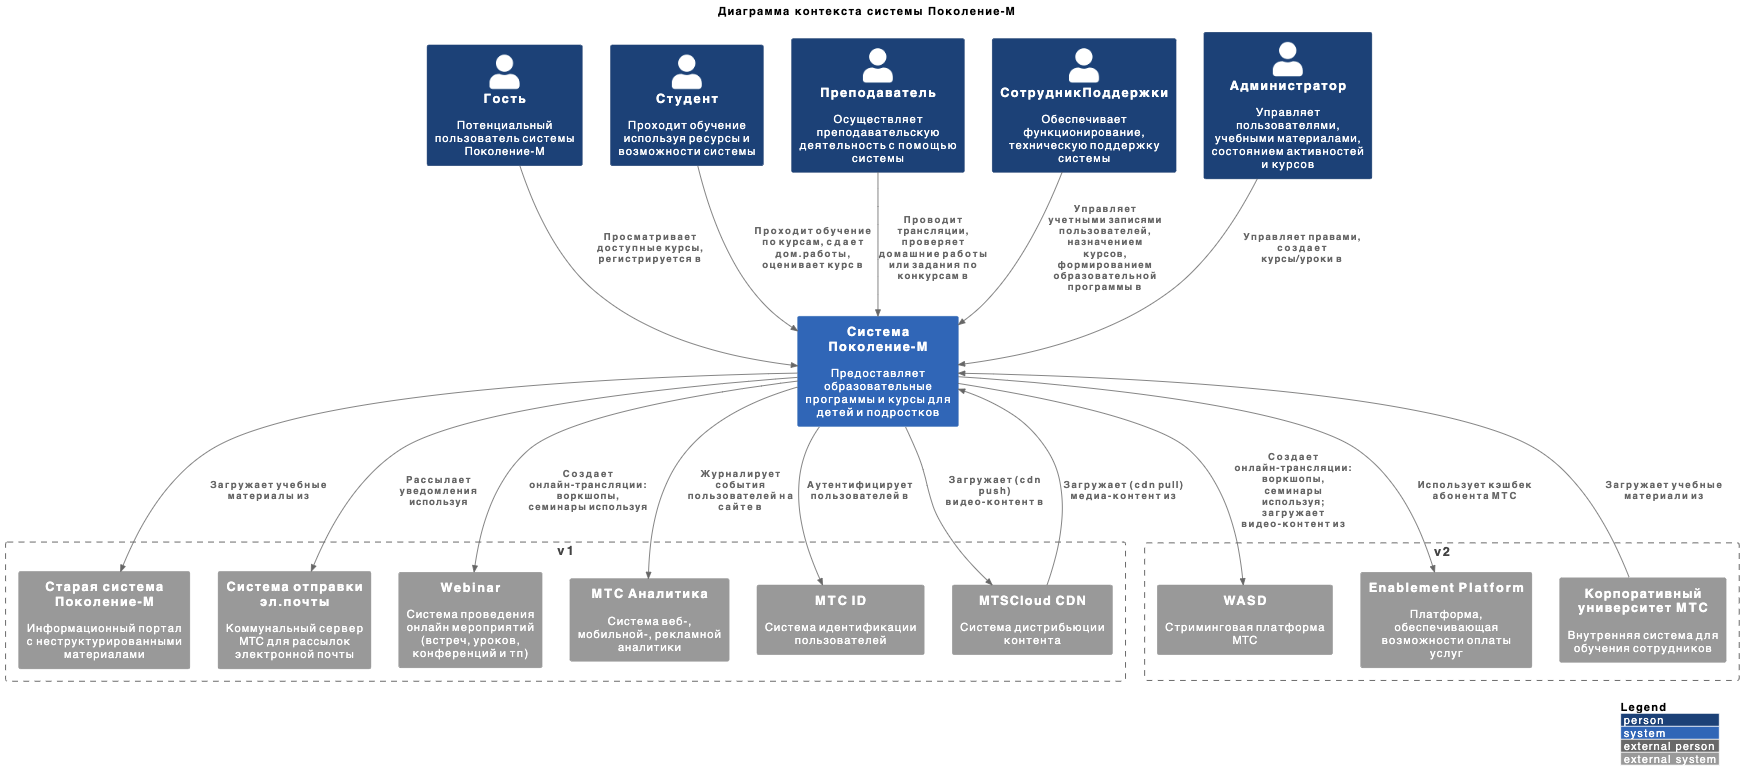 Диаграмма контекста системы Поколение-М
Гость
Потенциальный
пользователь системы
Поколение-М
Студент
Проходит обучение
используя ресурсы и
возможности системы
Преподаватель
Осуществляет
преподавательскую
деятельность с помощью
системы
СотрудникПоддержки
Обеспечивает
функционирование,
техническую поддержку
системы
Администратор
Управляет
пользователями,
учебными материалами,
состоянием активностей
и курсов
Просматривает
доступные курсы,
регистрируется в
Проходит обучение
по курсам, сдает
дом.работы,
оценивает курс в
Проводит
трансляции,
проверяет
домашние работы
или задания по
конкурсам в
Управляет
учетными записями
пользователей,
назначением
курсов,
формированием
образовательной
программы в
Управляет правами,
создает
курсы/уроки в
Система
Поколение-М
Предоставляет
образовательные
программы и курсы для
детей и подростков
Загружает учебные
материалы из
Рассылает
уведомления
используя
Создает
онлайн-трансляции:
воркшопы,
семинары используя
Журналирует
события
пользователей на
сайте в
Аутентифицирует
пользователей в
Загружает (cdn
push)
видео-контент в
Загружает (cdn pull)
медиа-контент из
Создает
онлайн-трансляции:
воркшопы,
семинары
используя;
загружает
видео-контент из
Использует кэшбек
абонента МТС
Загружает учебные
материали из
v1
Старая система
Поколение-М
Информационный портал
с неструктурированными
материалами
Система отправки
эл.почты
Коммунальный сервер
МТС для рассылок
электронной почты
Webinar
Система проведения
онлайн мероприятий
(встреч, уроков,
конференций и тп)
МТС Аналитика
Система веб-,
мобильной-, рекламной
аналитики
МТС ID
Система идентификации
пользователей
MTSCloud CDN
Система дистрибьюции
контента
v2
WASD
Стриминговая платформа
МТС
Enablement Platform
Платформа,
обеспечивающая
возможности оплаты
услуг
Корпоративный
университет МТС
Внутренняя система для
обучения сотрудников
Legend
person
system
external person
external system